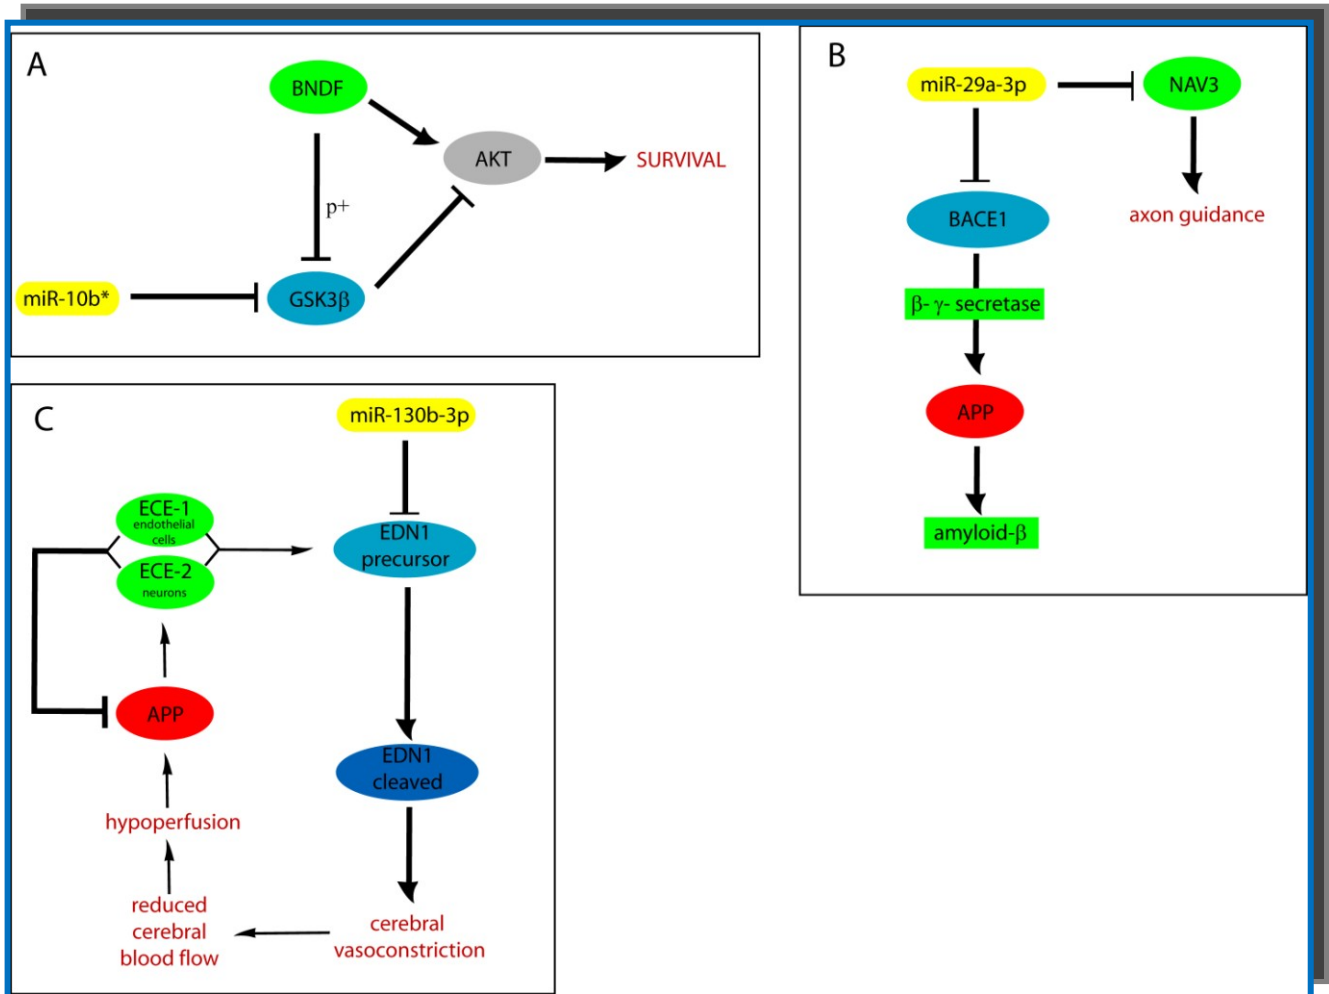 A
BNDF
AKT
SURVIVAL
p+
miR-10b*
GSK3β
B
miR-29a-3p
NAV3
BACE1
axon guidance
β- γ- secretase
APP
amyloid-β
C
miR-130b-3p
ECE-1
endothelial
cells
ECE-2
neurons
EDN1
precursor
APP
EDN1
cleaved
hypoperfusion
reduced
cerebral
blood flow
cerebral
vasoconstriction